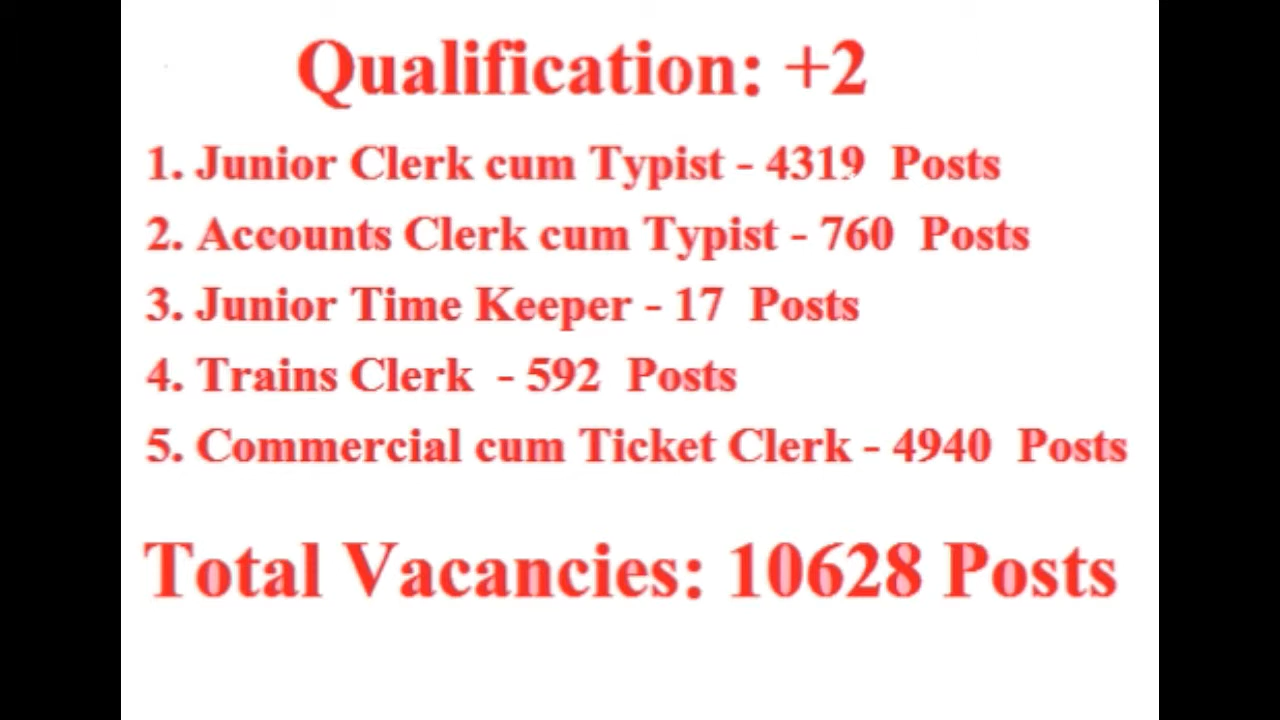 Qualification: +2
1. Junior Clerk cum Typist - 4319 Posts
2. Accounts Clerk cum Typist - 760 Posts
3. Junior Time Keeper - 17 Posts
4. Trains Clerk - 592 Posts
5. Commercial cum Ticket Clerk - 4940 Posts
Total Vacancies: 10628 Posts